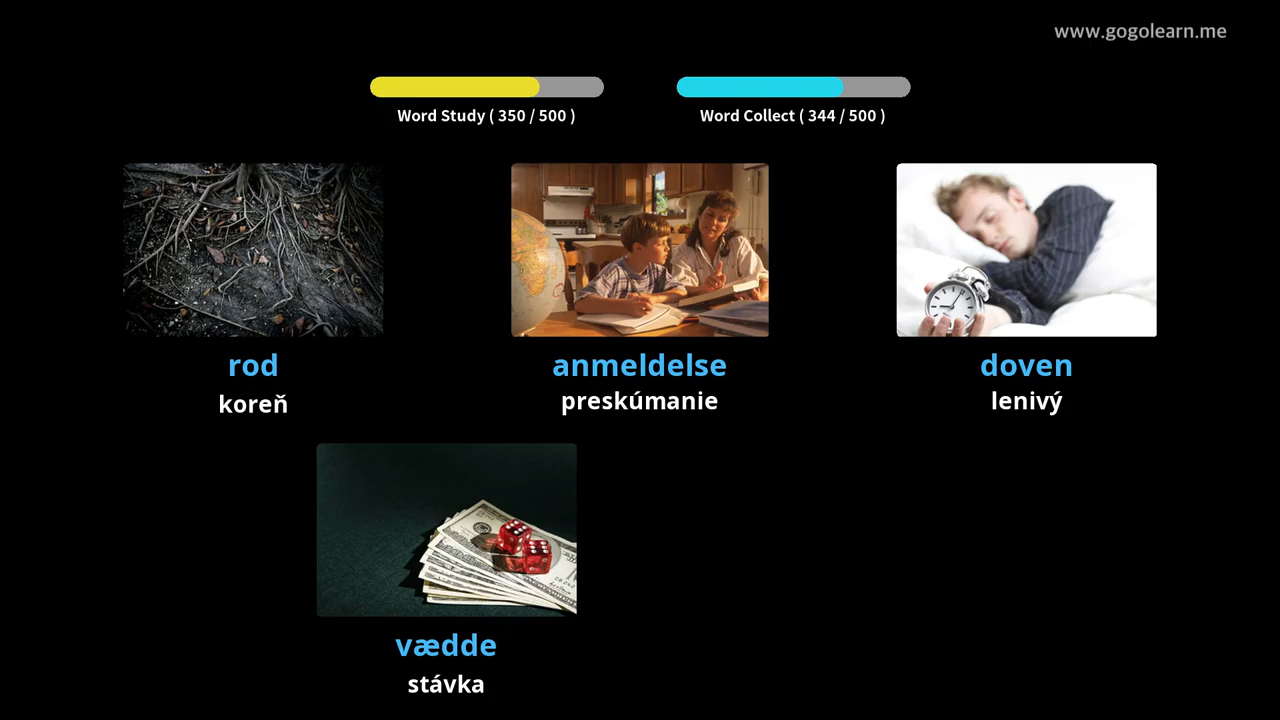 www.gogolearn.me
Word Study ( 350 / 500 )
Word Collect ( 344 / 500 )
rod
koreň
anmeldelse
preskúmanie
doven
lenivý
vædde
stávka